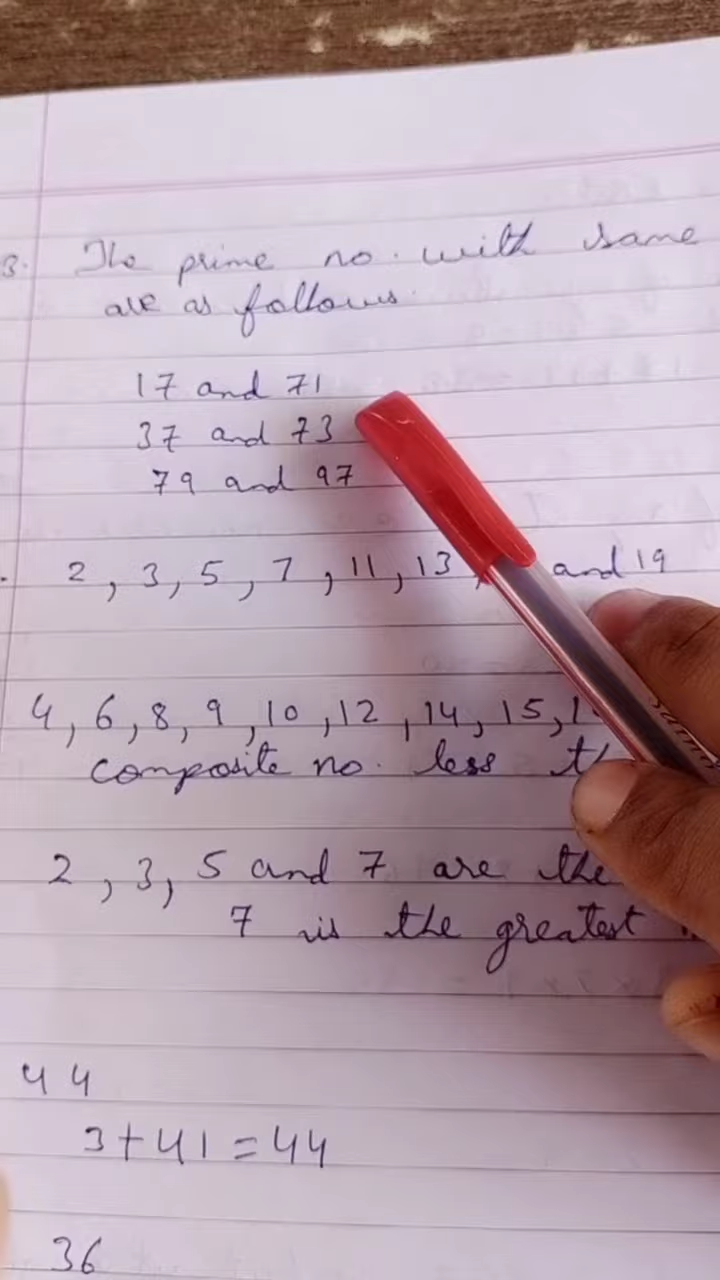 3. The prime no. with same
are as follows.
17 and 71
37 and 73
79 and 97
2, 3, 5, 7, 11, 13, and 19
4, 6, 8, 9, 10, 12, 14, 15,
composite no. less
2, 3, 5 and 7 are the
7 is the greatest
44
3+41=44
36